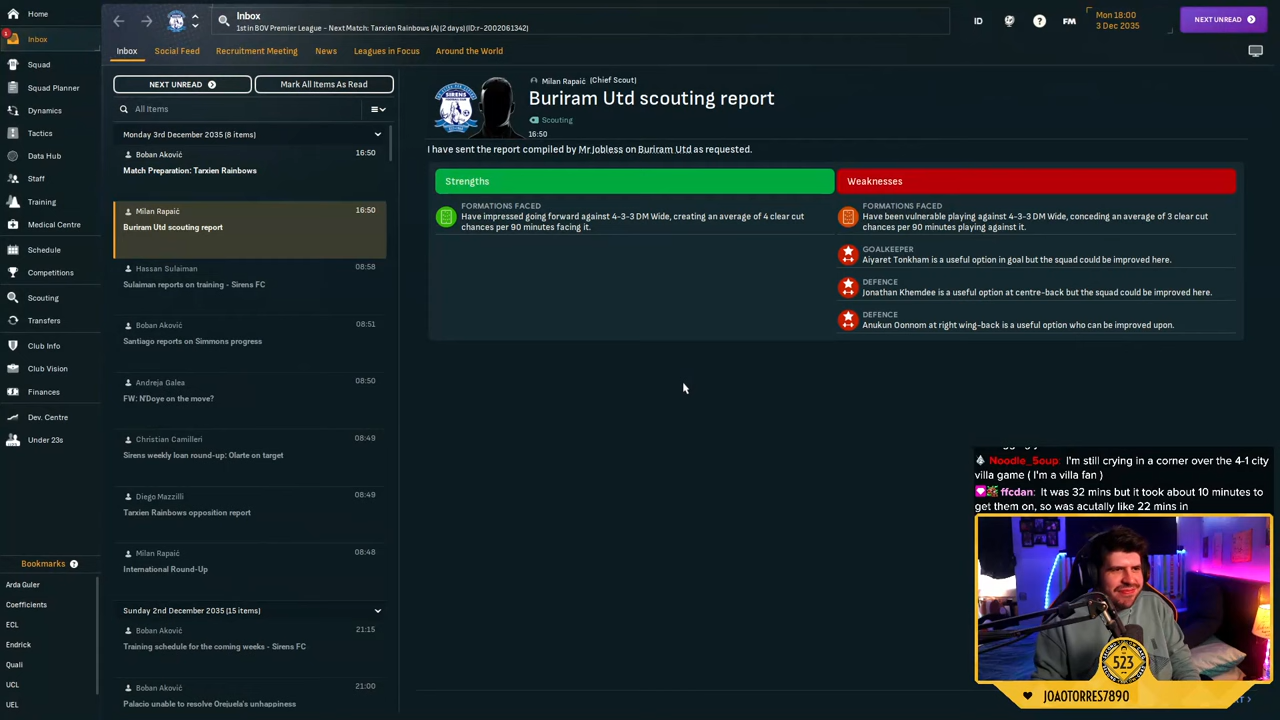 Home
Inbox
Squad
Squad Planner
Dynamics
Tactics
Data Hub
Staff
Training
Medical Centre
Schedule
Competitions
Scouting
Transfers
Club Info
Club Vision
Finances
Dev. Centre
Under 23s
Bookmarks
Arda Guler
Coefficients
ECL
Endrick
Quali
UCL
UEL
Inbox
1st in BOV Premier League - Next Match: Tarxien Rainbows (A) (2 days) (ID:r-2002061342)
ID
FM
Mon 18:00
3 Dec 2035
NEXT UNREAD
Inbox
Social Feed
Recruitment Meeting
News
Leagues in Focus
Around the World
NEXT UNREAD
Mark All Items As Read
All Items
Monday 3rd December 2035 (8 items)
Boban Aković 16:50
Match Preparation: Tarxien Rainbows
Milan Rapaić 16:50
Buriram Utd scouting report
Hassan Sulaiman 08:58
Sulaiman reports on training - Sirens FC
Boban Aković 08:51
Santiago reports on Simmons progress
Andreja Galea 08:50
FW: N'Doye on the move?
Christian Camilleri 08:49
Sirens weekly loan round-up: Olarte on target
Diego Mazzilli 08:49
Tarxien Rainbows opposition report
Milan Rapaić 08:48
International Round-Up
Sunday 2nd December 2035 (15 items)
Boban Aković 21:15
Training schedule for the coming weeks - Sirens FC
Boban Aković 21:00
Palacio unable to resolve Orejuela's unhappiness
SIRENS
Milan Rapaić (Chief Scout)
Buriram Utd scouting report
Scouting
16:50
I have sent the report compiled by Mr Jobless on Buriram Utd as requested.
Strengths
FORMATIONS FACED
Have impressed going forward against 4-3-3 DM Wide, creating an average of 4 clear cut
chances per 90 minutes facing it.
Weaknesses
FORMATIONS FACED
Have been vulnerable playing against 4-3-3 DM Wide, conceding an average of 3 clear cut
chances per 90 minutes playing against it.
GOALKEEPER
Aiyaret Tonkham is a useful option in goal but the squad could be improved here.
DEFENCE
Jonathan Khemdee is a useful option at centre-back but the squad could be improved here.
DEFENCE
Anukun Oonnom at right wing-back is a useful option who can be improved upon.
Noodle_5oup: I'm still crying in a corner over the 4-1 city
villa game ( I'm a villa fan )
ffcdan: It was 32 mins but it took about 10 minutes to
get them on, so was acutally like 22 mins in
523
JOAOTORRES7890